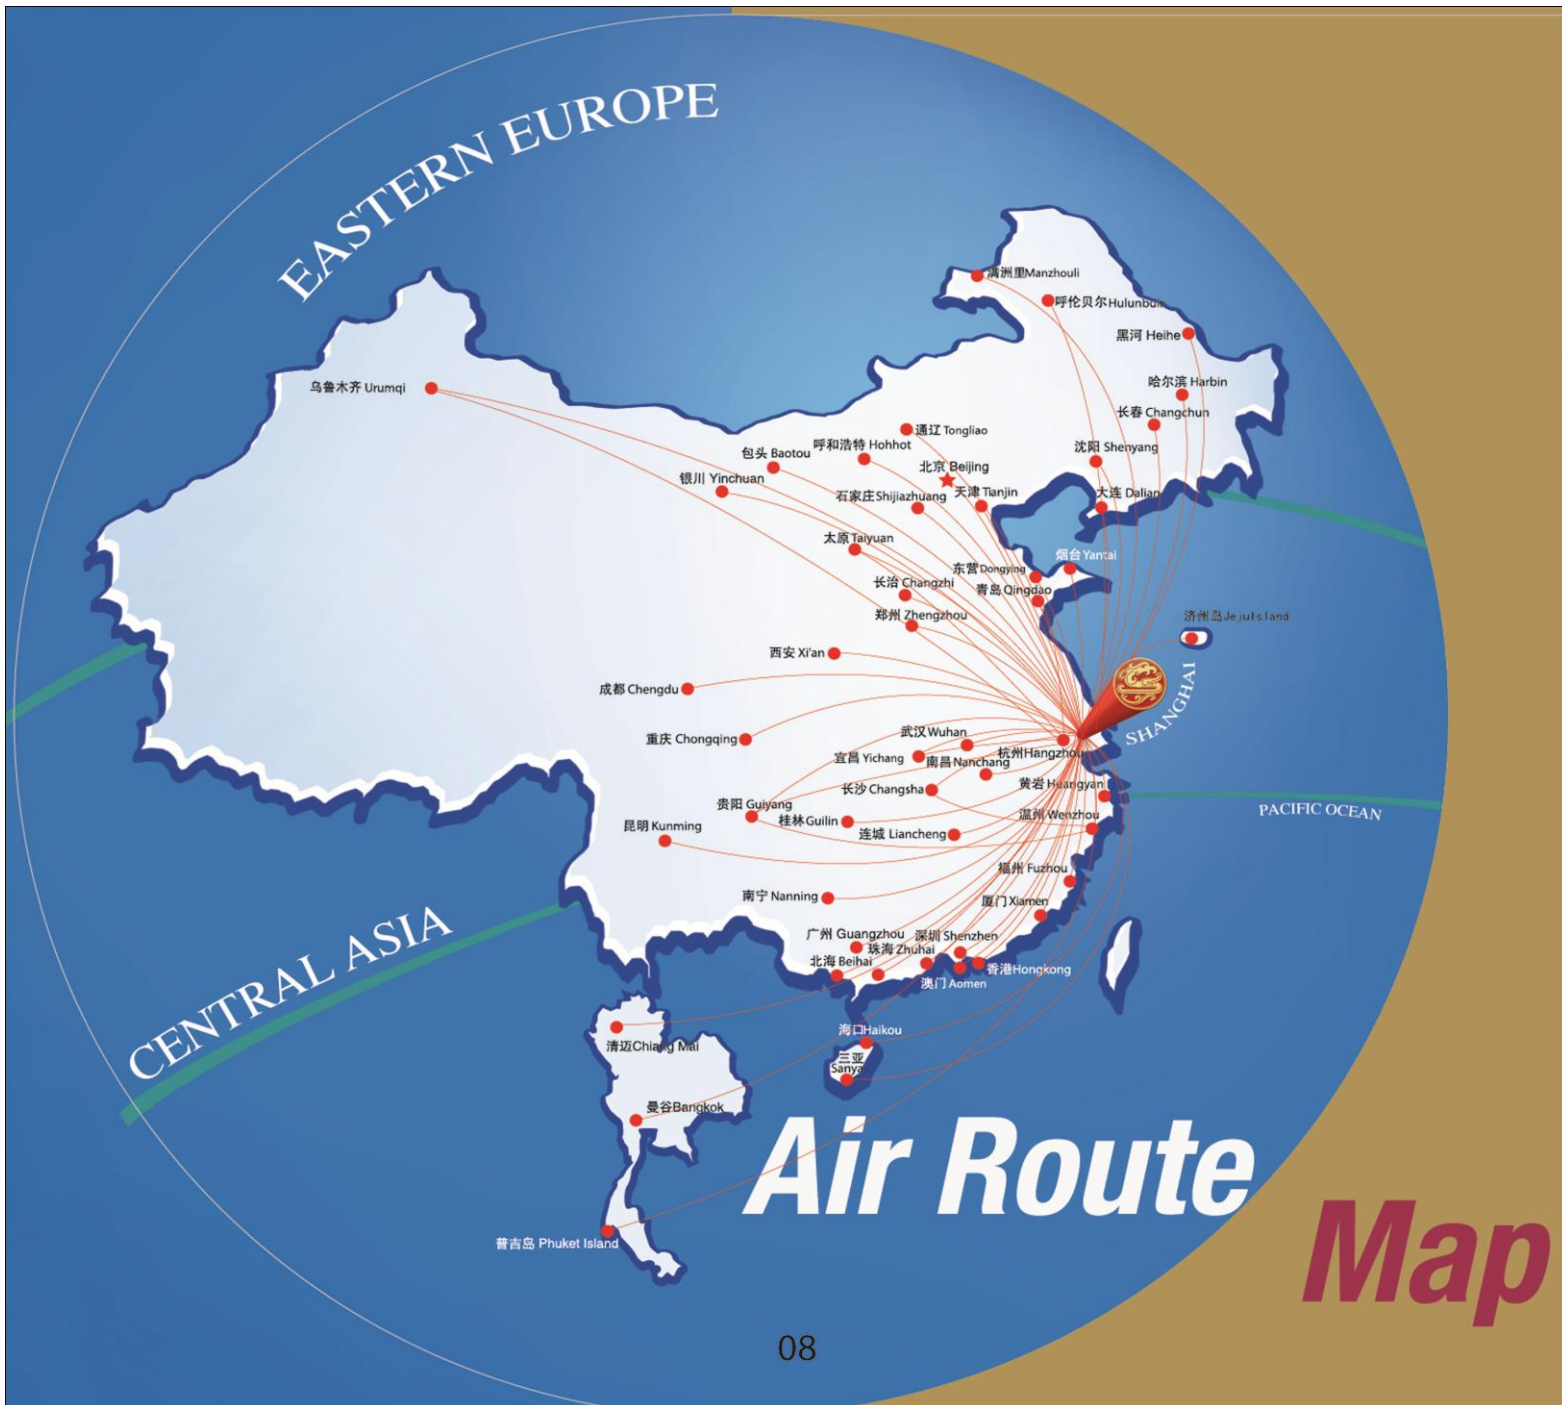 EASTERN EUROPE
满洲里Manzhouli
呼伦贝尔Hulunbuir
黑河 Heihe
乌鲁木齐 Urumqi
哈尔滨 Harbin
长春 Changchun
通辽 Tongliao
呼和浩特 Hohhot
沈阳 Shenyang
包头 Baotou
北京 Beijing
银川 Yinchuan
石家庄 Shijiazhuang
天津 Tianjin
大连 Dalian
太原 Taiyuan
烟台 Yantai
东营 Dongying
长治 Changzhi
青岛 Qingdao
郑州 Zhengzhou
济州岛JejuIsland
西安 Xi'an
成都 Chengdu
SHANGHAI
重庆 Chongqing
武汉 Wuhan
杭州Hangzhou
宜昌 Yichang
南昌 Nanchang
黄岩 Huangyan
长沙 Changsha
贵阳 Guiyang
桂林 Guilin
温州 Wenzhou
PACIFIC OCEAN
昆明 Kunming
连城 Liancheng
福州 Fuzhou
南宁 Nanning
厦门 Xiamen
CENTRAL ASIA
广州 Guangzhou
深圳 Shenzhen
珠海 Zhuhai
北海 Beihai
香港Hongkong
澳门 Aomen
海口Haikou
清迈Chiang Mai
三亚
Sanya
曼谷Bangkok
Air Route
Map
普吉岛 Phuket Island
08